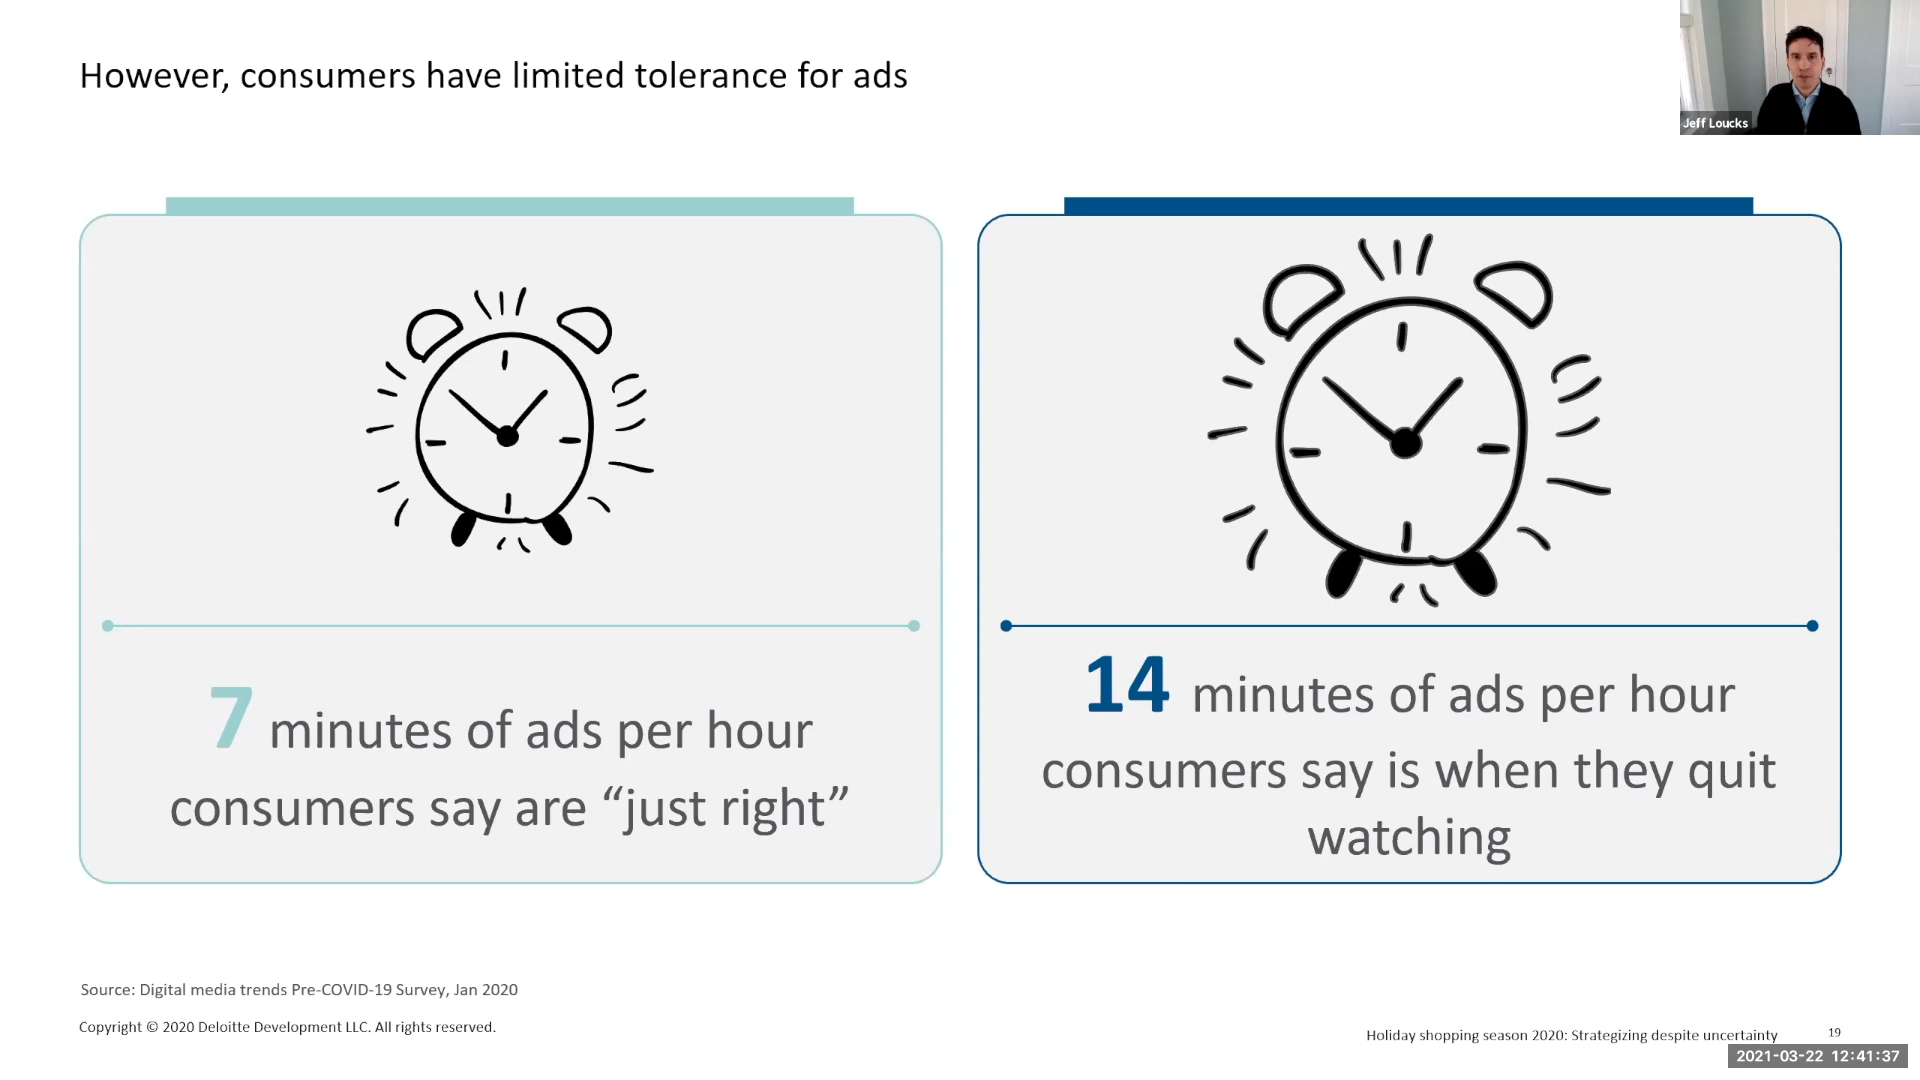 However, consumers have limited tolerance for ads
Jeff Loucks
7 minutes of ads per hour
consumers say are “just right”
14 minutes of ads per hour
consumers say is when they quit
watching
Source: Digital media trends Pre-COVID-19 Survey, Jan 2020
Copyright © 2020 Deloitte Development LLC. All rights reserved.
Holiday shopping season 2020: Strategizing despite uncertainty
19
2021-03-22 12:41:37